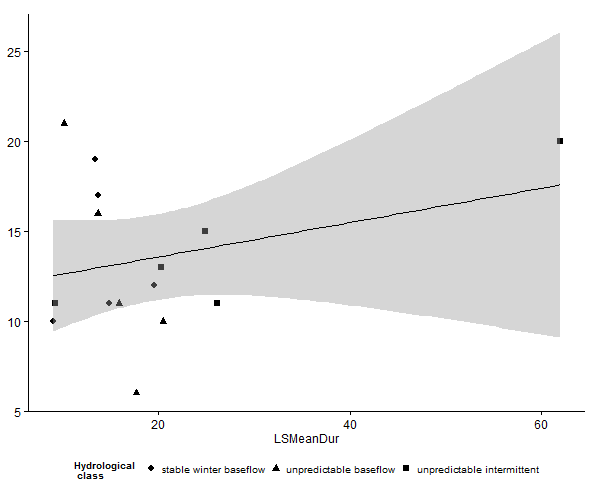 25
20
15
10
5
20
40
60
LSMeanDur
Hydrological
class
stable winter baseflow
unpredictable baseflow
unpredictable intermittent